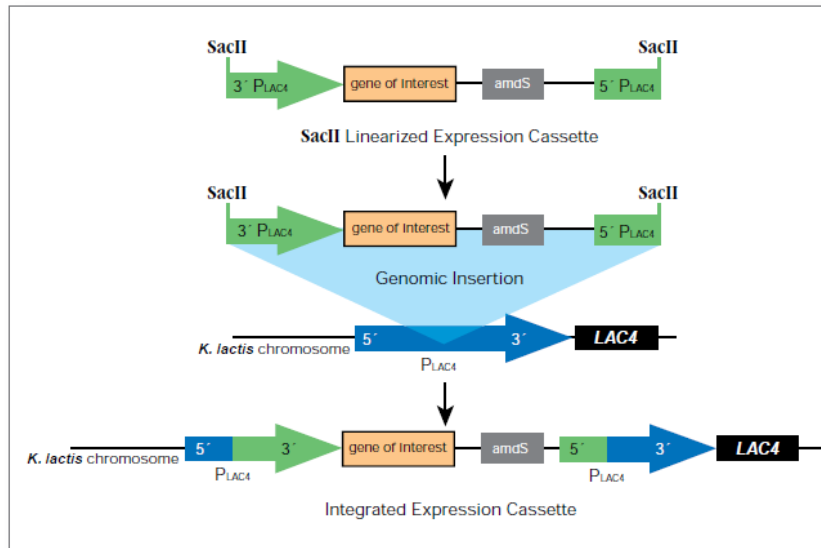 SacII SacII
3´ PLAC4 gene of interest amdS 5´ PLAC4
SacII Linearized Expression Cassette
SacII SacII
3´ PLAC4 gene of interest amdS 5´ PLAC4
Genomic Insertion
5´ 3´ LAC4
K. lactis chromosome
PLAC4
5´ 3´ gene of interest amdS 5´ 3´ LAC4
K. lactis chromosome
PLAC4 PLAC4
Integrated Expression Cassette